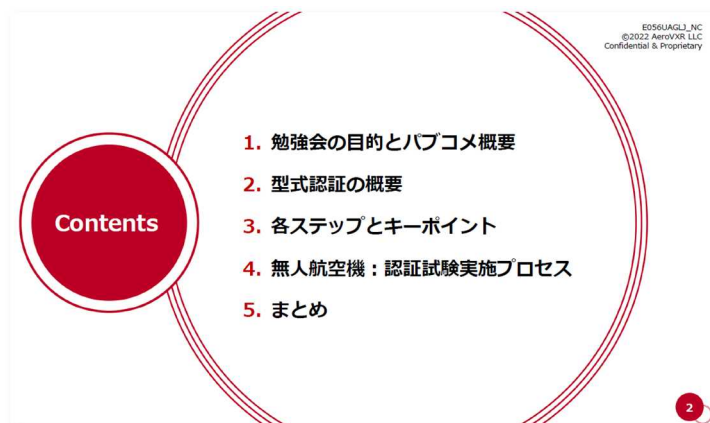 E056UAGLJ_NC
©2022 AeroVXR LLC
Confidential & Proprietary
Contents
1. 勉強会の目的とパブコメ概要
2. 型式認証の概要
3. 各ステップとキーポイント
4. 無人航空機：認証試験実施プロセス
5. まとめ
2